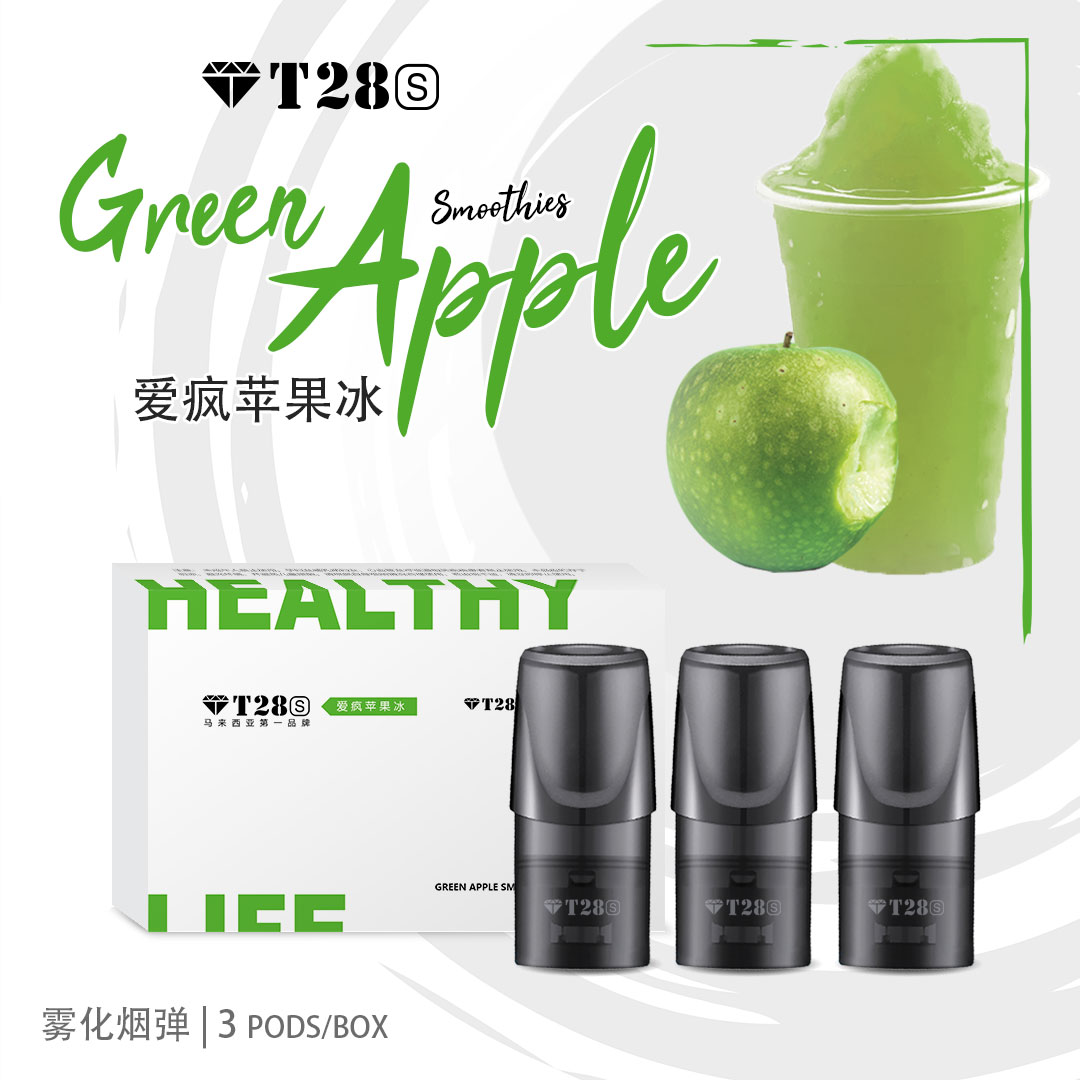 T28S
Green
Smoothies
Apple
爱疯苹果冰
HEALTHY
T28S
爱疯苹果冰
T28
马来西亚第一品牌
GREEN APPLE SM
LIFE
T28S
T28S
T28S
雾化烟弹 | 3 PODS/BOX